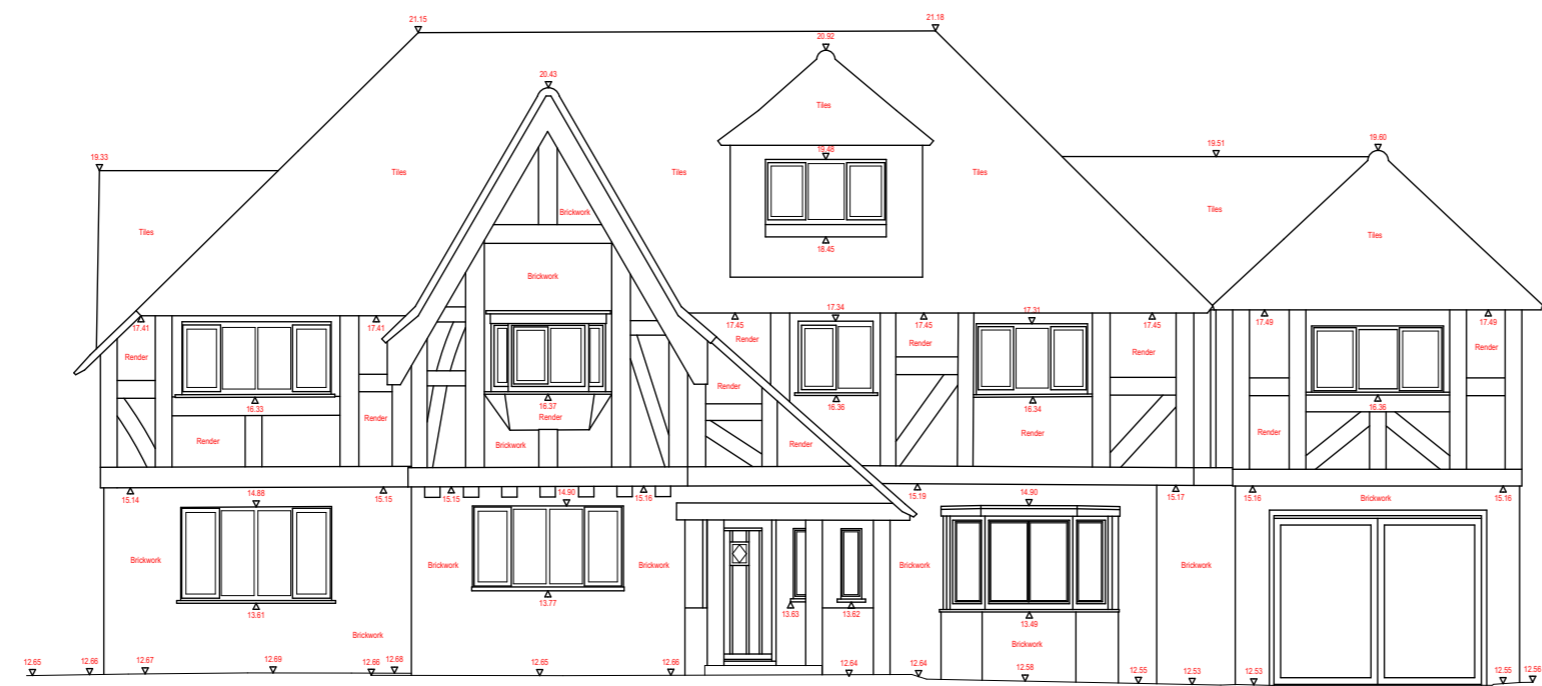 21.15
21.18
20.92
20.43
Tiles
19.33
19.48
19.51
19.60
Tiles
Tiles
Tiles
Brickwork
Tiles
Tiles
Tiles
18.45
Brickwork
17.41
17.41
17.45
17.34
17.45
17.31
17.45
17.49
17.49
Render
Render
Render
Render
Render
Render
16.33
16.37
16.36
16.34
16.36
Render
Render
Render
Render
Render
Render
Render
Brickwork
Render
15.14
15.15
15.15
15.16
15.19
15.17
15.16
15.16
14.88
14.90
14.90
Brickwork
Brickwork
Brickwork
Brickwork
Brickwork
Brickwork
13.61
13.77
13.63
13.62
13.49
Brickwork
Brickwork
12.65
12.66
12.67
12.69
12.66
12.68
12.65
12.66
12.64
12.64
12.58
12.55
12.53
12.53
12.55
12.56